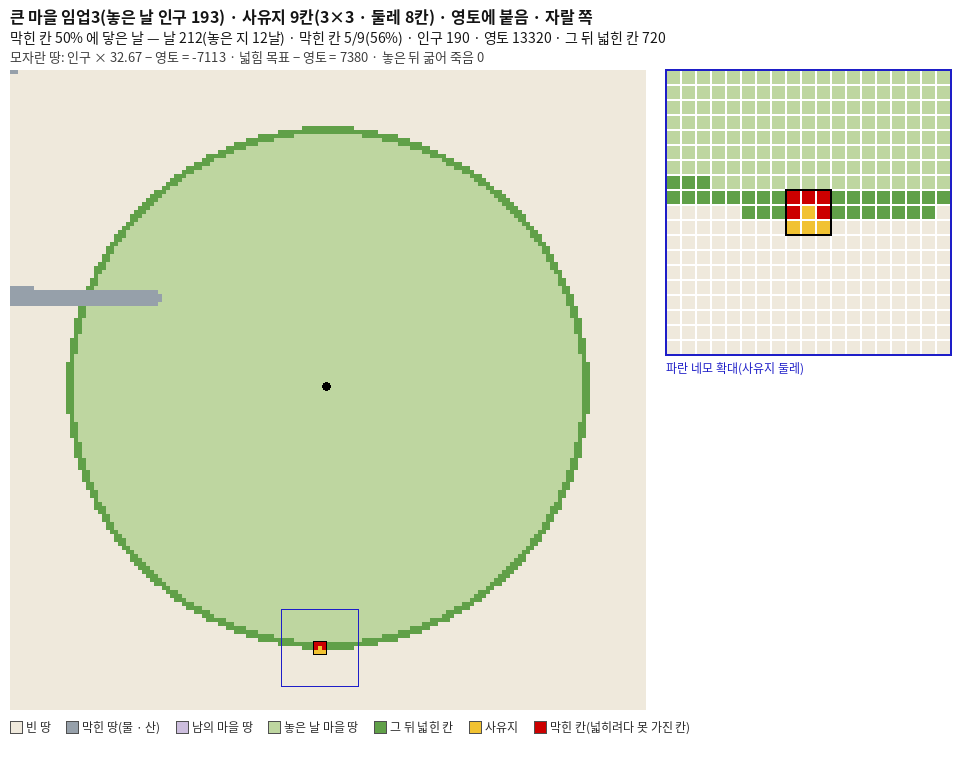 큰 마을 임업3(놓은 날 인구 193) · 사유지 9칸(3×3 · 둘레 8칸) · 영토에 붙음 · 자랄 쪽
막힌 칸 50% 에 닿은 날 — 날 212(놓은 지 12날) · 막힌 칸 5/9(56%) · 인구 190 · 영토 13320 · 그 뒤 넓힌 칸 720
모자란 땅: 인구 × 32.67 − 영토 = -7113 · 넓힘 목표 − 영토 = 7380 · 놓은 뒤 굶어 죽음 0
파란 네모 확대(사유지 둘레)
빈 땅 막힌 땅(물 · 산) 남의 마을 땅 놓은 날 마을 땅 그 뒤 넓힌 칸 사유지 막힌 칸(넓히려다 못 가진 칸)